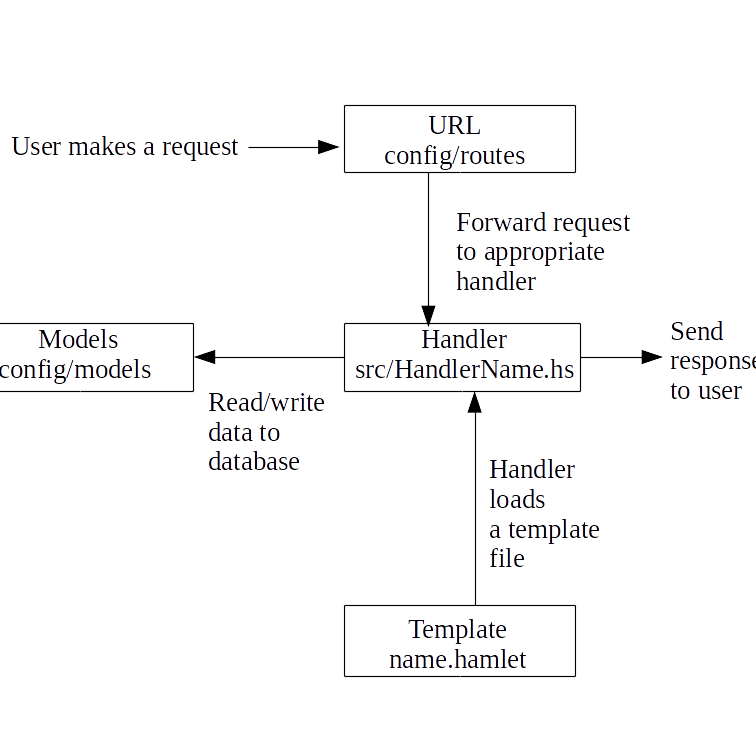 URL
User makes a request
config/routes
Forward request
to appropriate
handler
Models
config/models
Handler
src/HandlerName.hs
Send
response
to user
Read/write
data to
database
Handler
loads
a template
file
Template
name.hamlet